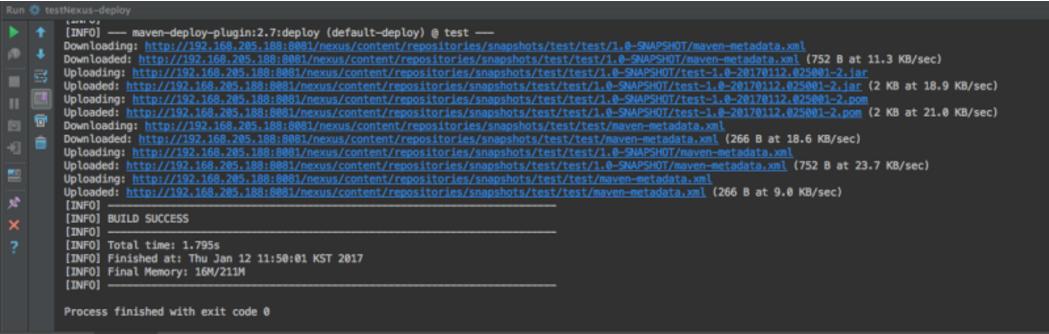 Run testNexus-deploy
[INFO]
[INFO] --- maven-deploy-plugin:2.7:deploy (default-deploy) @ test ---
Downloading: http://192.168.205.188:8081/nexus/content/repositories/snapshots/test/test/1.0-SNAPSHOT/maven-metadata.xml
Downloaded: http://192.168.205.188:8081/nexus/content/repositories/snapshots/test/test/1.0-SNAPSHOT/maven-metadata.xml (752 B at 11.3 KB/sec)
Uploading: http://192.168.205.188:8081/nexus/content/repositories/snapshots/test/test/1.0-SNAPSHOT/test-1.0-20170112.025001-2.jar
Uploaded: http://192.168.205.188:8081/nexus/content/repositories/snapshots/test/test/1.0-SNAPSHOT/test-1.0-20170112.025001-2.jar (2 KB at 18.9 KB/sec)
Uploading: http://192.168.205.188:8081/nexus/content/repositories/snapshots/test/test/1.0-SNAPSHOT/test-1.0-20170112.025001-2.pom
Uploaded: http://192.168.205.188:8081/nexus/content/repositories/snapshots/test/test/1.0-SNAPSHOT/test-1.0-20170112.025001-2.pom (2 KB at 21.0 KB/sec)
Downloading: http://192.168.205.188:8081/nexus/content/repositories/snapshots/test/test/maven-metadata.xml
Downloaded: http://192.168.205.188:8081/nexus/content/repositories/snapshots/test/test/maven-metadata.xml (266 B at 18.6 KB/sec)
Uploading: http://192.168.205.188:8081/nexus/content/repositories/snapshots/test/test/1.0-SNAPSHOT/maven-metadata.xml
Uploaded: http://192.168.205.188:8081/nexus/content/repositories/snapshots/test/test/1.0-SNAPSHOT/maven-metadata.xml (752 B at 23.7 KB/sec)
Uploading: http://192.168.205.188:8081/nexus/content/repositories/snapshots/test/test/maven-metadata.xml
Uploaded: http://192.168.205.188:8081/nexus/content/repositories/snapshots/test/test/maven-metadata.xml (266 B at 9.0 KB/sec)
[INFO] ------------------------------------------------------------------------
[INFO] BUILD SUCCESS
[INFO] ------------------------------------------------------------------------
[INFO] Total time: 1.795s
[INFO] Finished at: Thu Jan 12 11:50:01 KST 2017
[INFO] Final Memory: 16M/211M
[INFO] ------------------------------------------------------------------------
Process finished with exit code 0